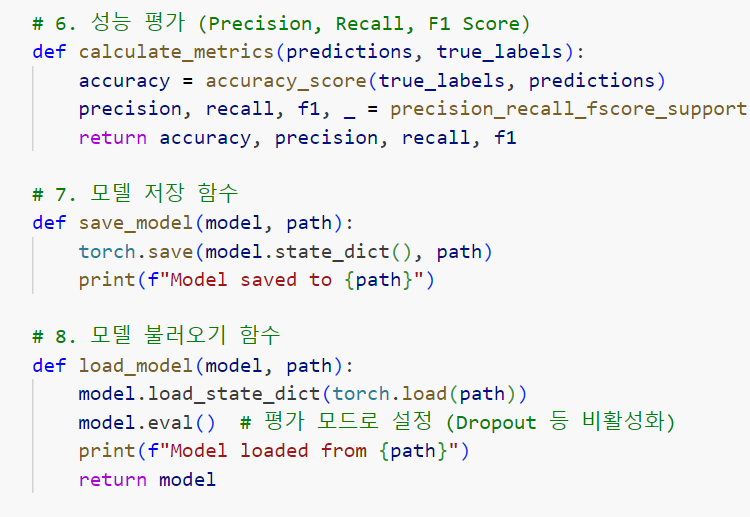 # 6. 성능 평가 (Precision, Recall, F1 Score)
def calculate_metrics(predictions, true_labels):
    accuracy = accuracy_score(true_labels, predictions)
    precision, recall, f1, _ = precision_recall_fscore_support
    return accuracy, precision, recall, f1

# 7. 모델 저장 함수
def save_model(model, path):
    torch.save(model.state_dict(), path)
    print(f"Model saved to {path}")

# 8. 모델 불러오기 함수
def load_model(model, path):
    model.load_state_dict(torch.load(path))
    model.eval()  # 평가 모드로 설정 (Dropout 등 비활성화)
    print(f"Model loaded from {path}")
    return model